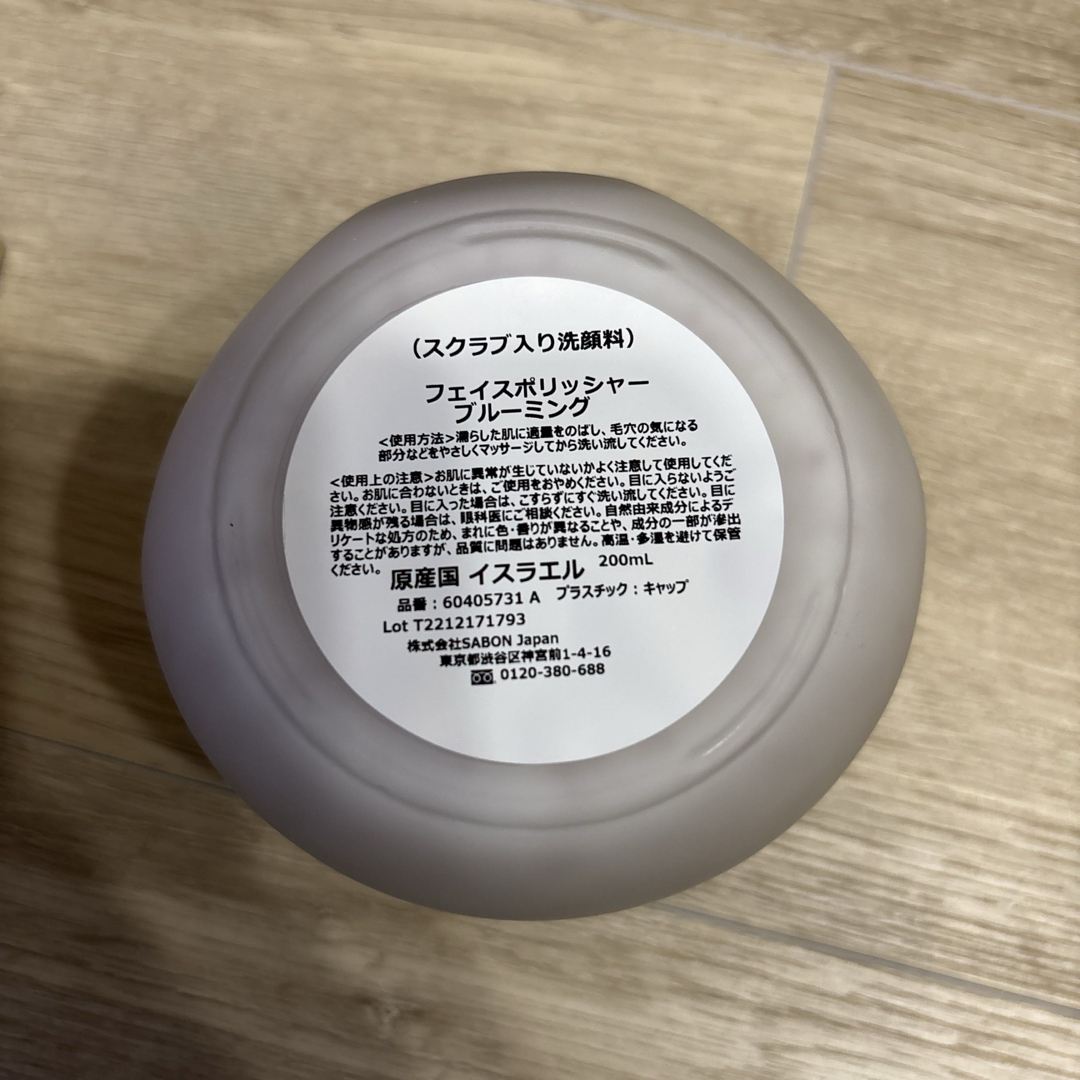 （スクラブ入り洗顔料）
フェイスポリッシャー
ブルーミング
<使用方法>濡らした肌に適量をのばし、毛穴の気になる
部分などをやさしくマッサージしてから洗い流してください。
<使用上の注意>お肌に異常が生じていないかよく注意して使用してくだ
さい。お肌に合わないときは、ご使用をおやめください。目に入らないようご
注意ください。目に入った場合は、こすらずにすぐ洗い流してください。目に
異物感が残る場合は、眼科医にご相談ください。自然由来成分によるデ
リケートな処方のため、まれに色・香りが異なることや、成分の一部が滲出
することがありますが、品質に問題はありません。高温・多湿を避けて保管
ください。
原産国 イスラエル 200mL
品番：60405731 A プラスチック：キャップ
Lot T2212171793
株式会社SABON Japan
東京都渋谷区神宮前1-4-16
0120-380-688